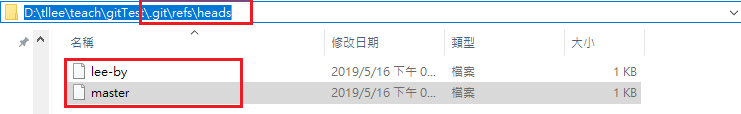 D:\tllee\teach\gitTest\.git\refs\heads
名稱 修改日期 類型 大小
lee-by 2019/5/16 下午 0... 檔案 1 KB
master 2019/5/16 下午 0... 檔案 1 KB